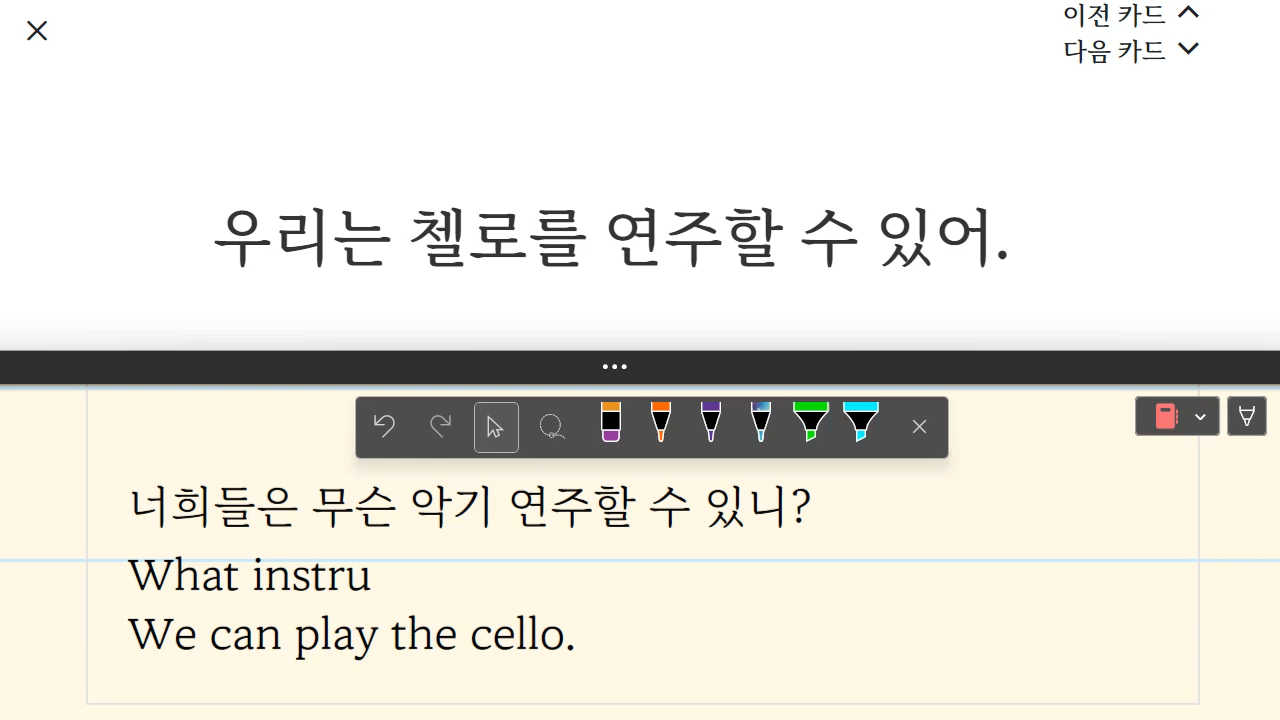 이전 카드
다음 카드
우리는 첼로를 연주할 수 있어.
너희들은 무슨 악기 연주할 수 있니?
What instru
We can play the cello.